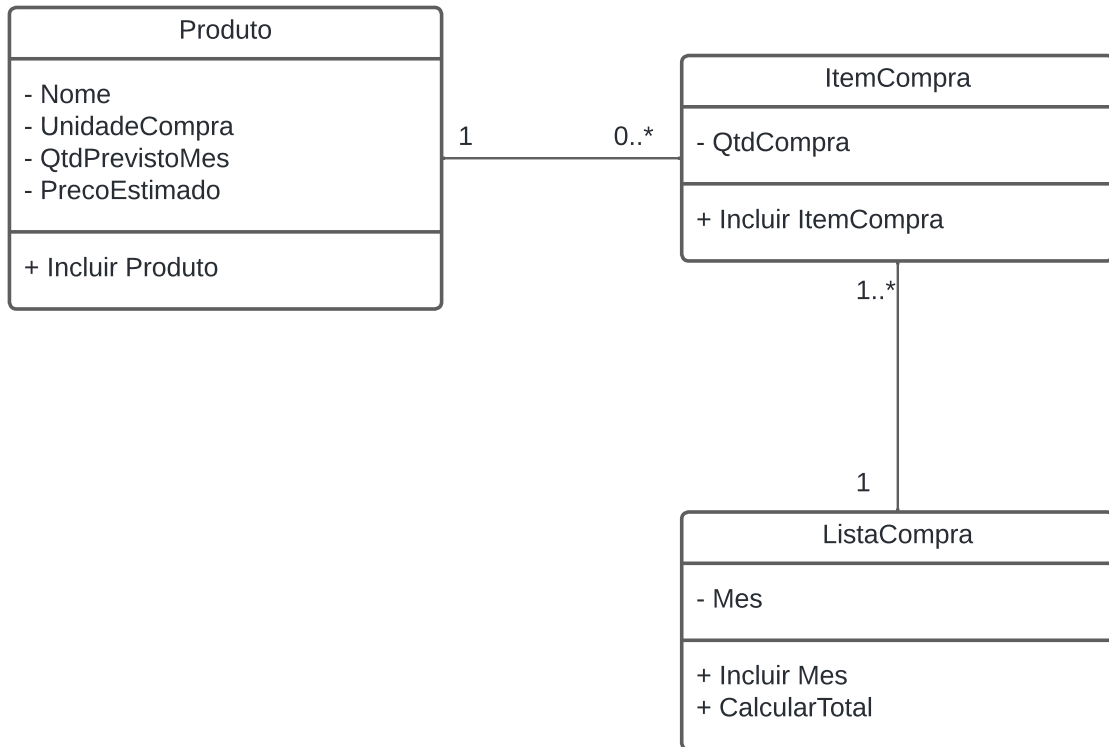 Produto
- Nome
- UnidadeCompra
- QtdPrevistoMes
- PrecoEstimado
+ Incluir Produto
1
0..*
ItemCompra
- QtdCompra
+ Incluir ItemCompra
1..*
1
ListaCompra
- Mes
+ Incluir Mes
+ CalcularTotal